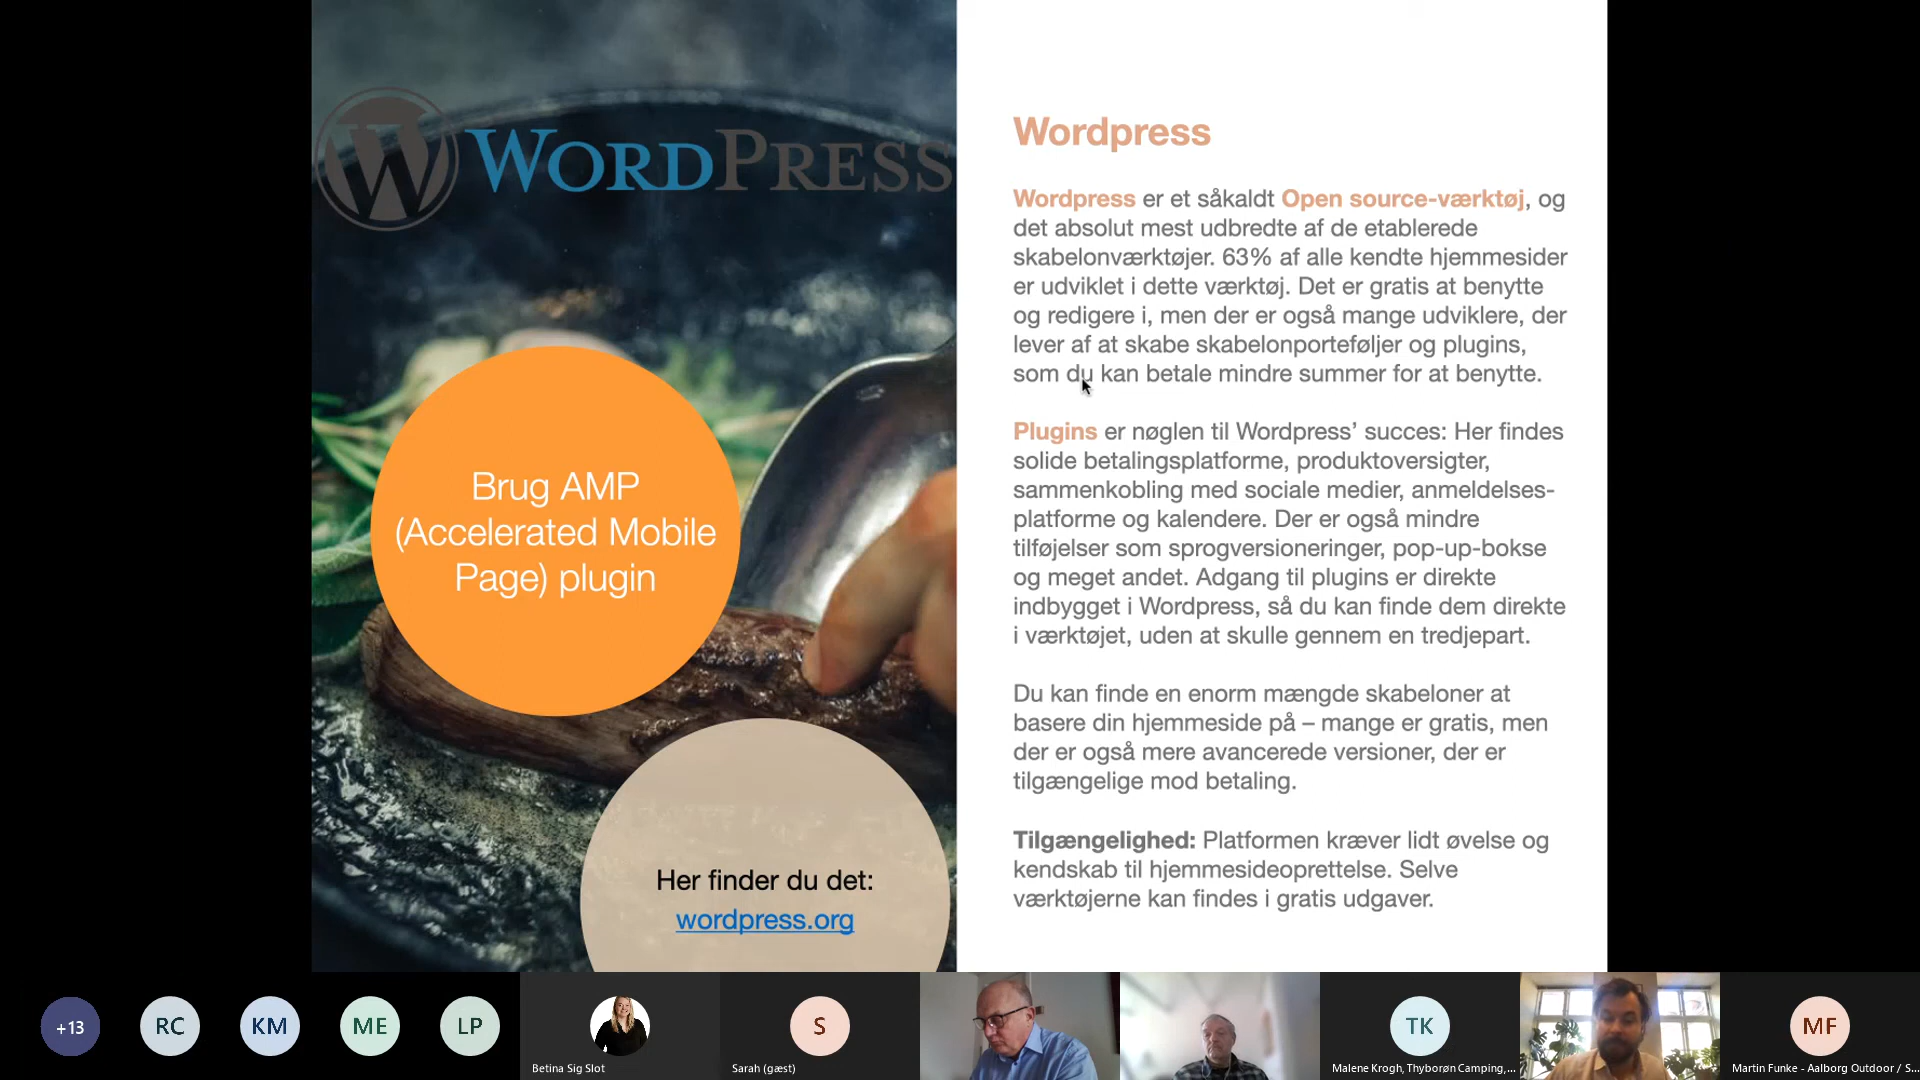 WORDPRESS
Brug AMP
(Accelerated Mobile
Page) plugin
Her finder du det:
wordpress.org
Wordpress
Wordpress er et såkaldt Open source-værktøj, og
det absolut mest udbredte af de etablerede
skabelonværktøjer. 63% af alle kendte hjemmesider
er udviklet i dette værktøj. Det er gratis at benytte
og redigere i, men der er også mange udviklere, der
lever af at skabe skabelonporteføljer og plugins,
som du kan betale mindre summer for at benytte.
Plugins er nøglen til Wordpress’ succes: Her findes
solide betalingsplatforme, produktoversigter,
sammenkobling med sociale medier, anmeldelses-
platforme og kalendere. Der er også mindre
tilføjelser som sprogversioneringer, pop-up-bokse
og meget andet. Adgang til plugins er direkte
indbygget i Wordpress, så du kan finde dem direkte
i værktøjet, uden at skulle gennem en tredjepart.
Du kan finde en enorm mængde skabeloner at
basere din hjemmeside på – mange er gratis, men
der er også mere avancerede versioner, der er
tilgængelige mod betaling.
Tilgængelighed: Platformen kræver lidt øvelse og
kendskab til hjemmesideoprettelse. Selve
værktøjerne kan findes i gratis udgaver.
+13
RC
KM
ME
LP
Betina Sig Slot
S
Sarah (gæst)
TK
Malene Krogh, Thyborøn Camping,...
MF
Martin Funke - Aalborg Outdoor / S...